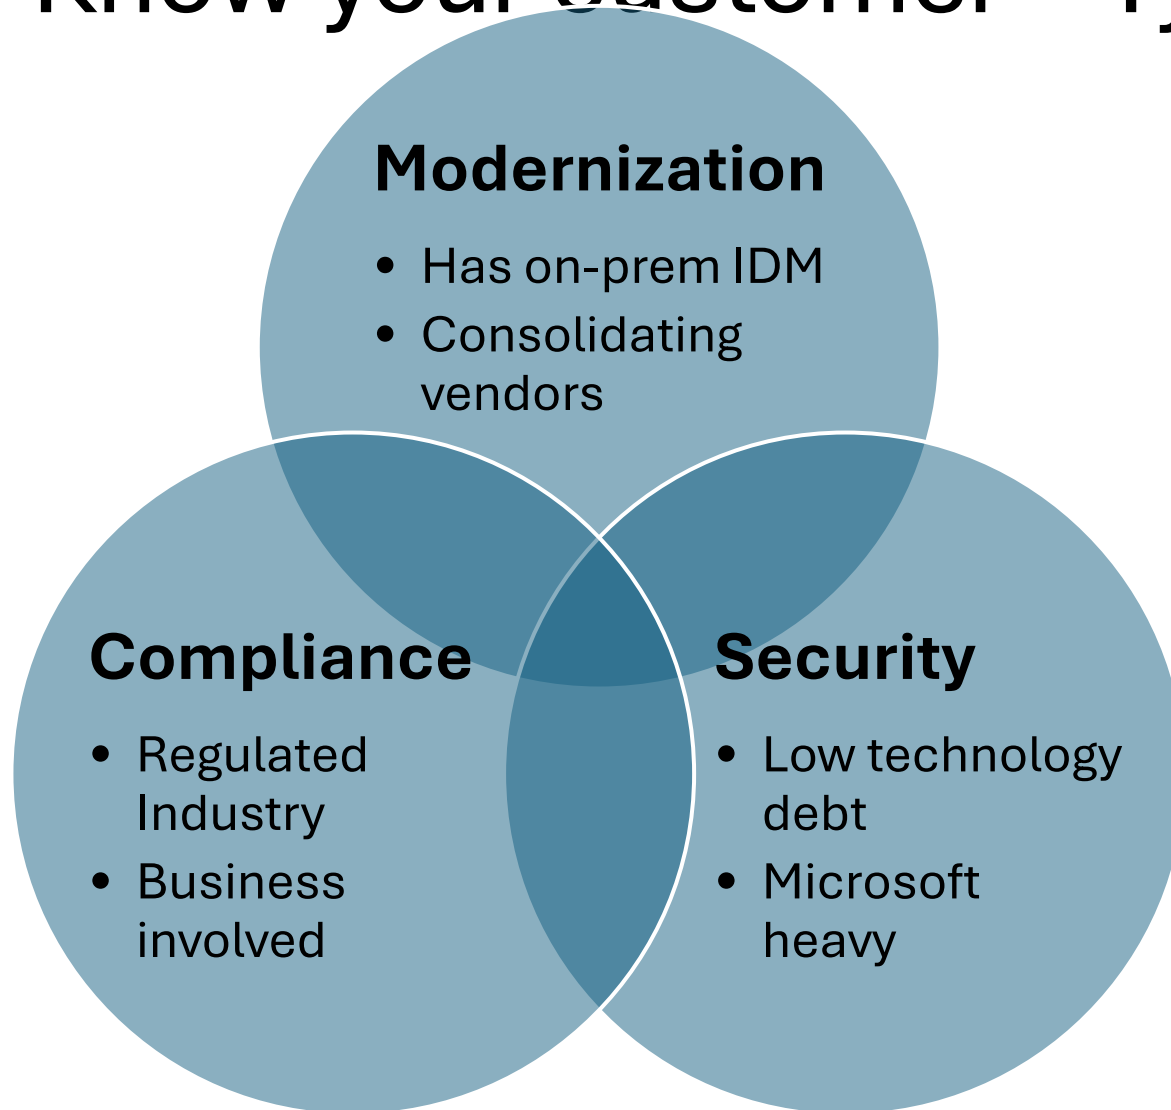 Know your customer
Modernization
• Has on-prem IDM
• Consolidating
vendors
Compliance
• Regulated
Industry
• Business
involved
Security
• Low technology
debt
• Microsoft
heavy